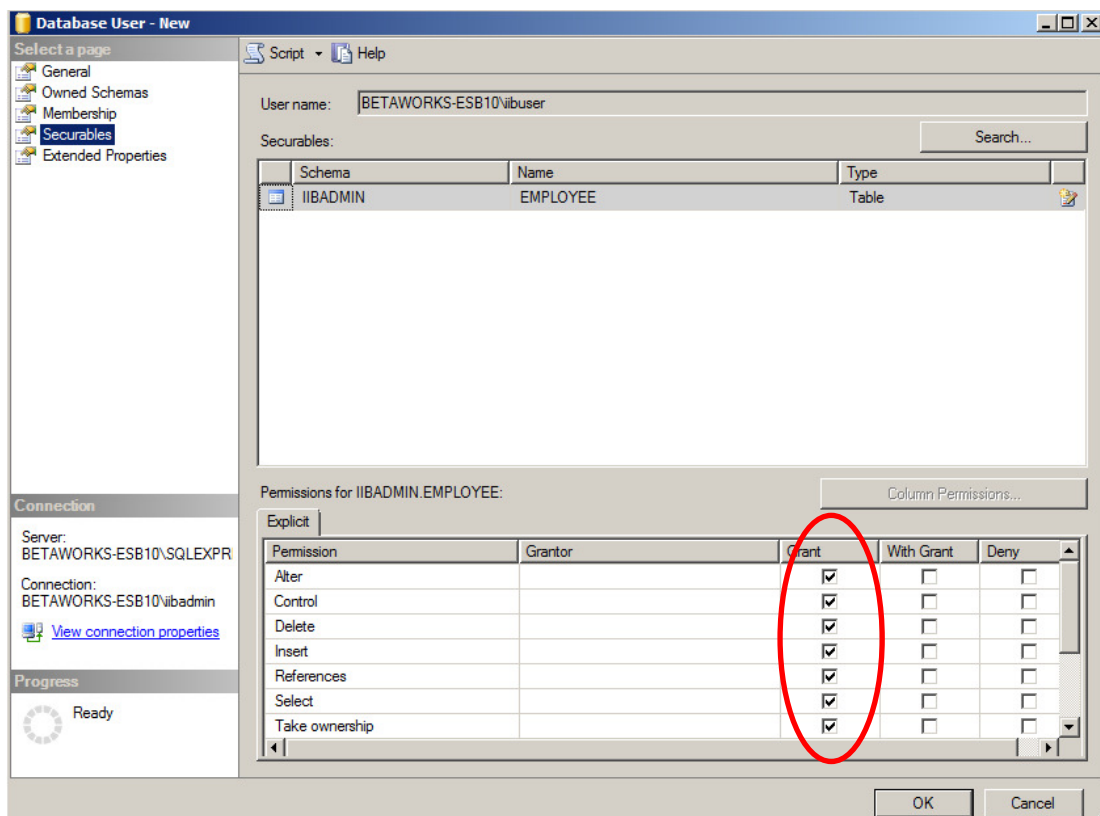 Database User - New
Select a page
General
Owned Schemas
Membership
Securables
Extended Properties
Script Help
User name: BETAWORKS-ESB10\iibuser
Securables:
Search...
Schema Name Type
IIBADMIN EMPLOYEE Table
Permissions for IIBADMIN.EMPLOYEE:
Column Permissions...
Explicit
Permission Grantor Grant With Grant Deny
Alter
Control
Delete
Insert
References
Select
Take ownership
Connection
Server:
BETAWORKS-ESB10\SQLEXPR
Connection:
BETAWORKS-ESB10\iibadmin
View connection properties
Progress
Ready
OK Cancel